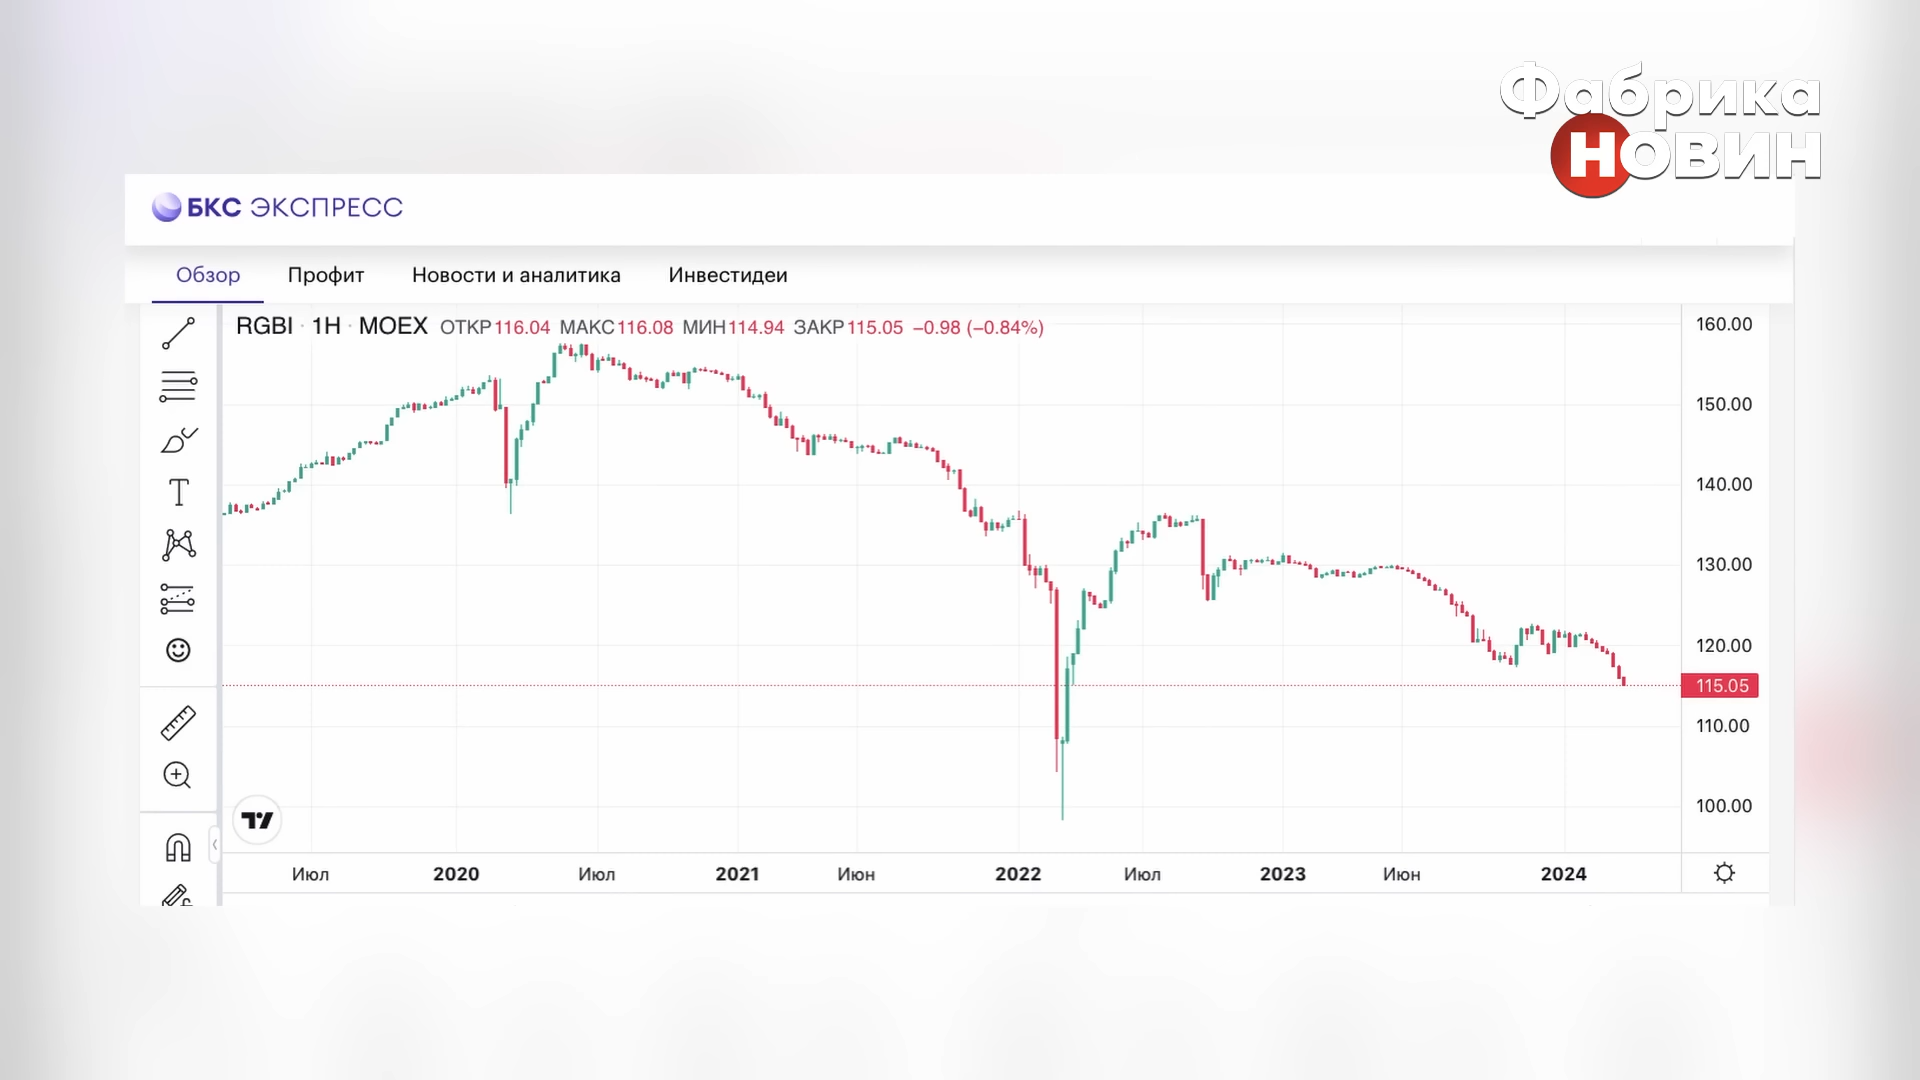 Фабрика
новин
БКС ЭКСПРЕСС
Обзор Профит Новости и аналитика Инвестидеи
RGBI · 1Н · MOEX ОТКР116.04 МАКС116.08 МИН114.94 ЗАКР115.05 −0.98 (−0.84%)
160.00
150.00
140.00
130.00
120.00
115.05
110.00
100.00
Июл 2020 Июл 2021 Июн 2022 Июл 2023 Июн 2024